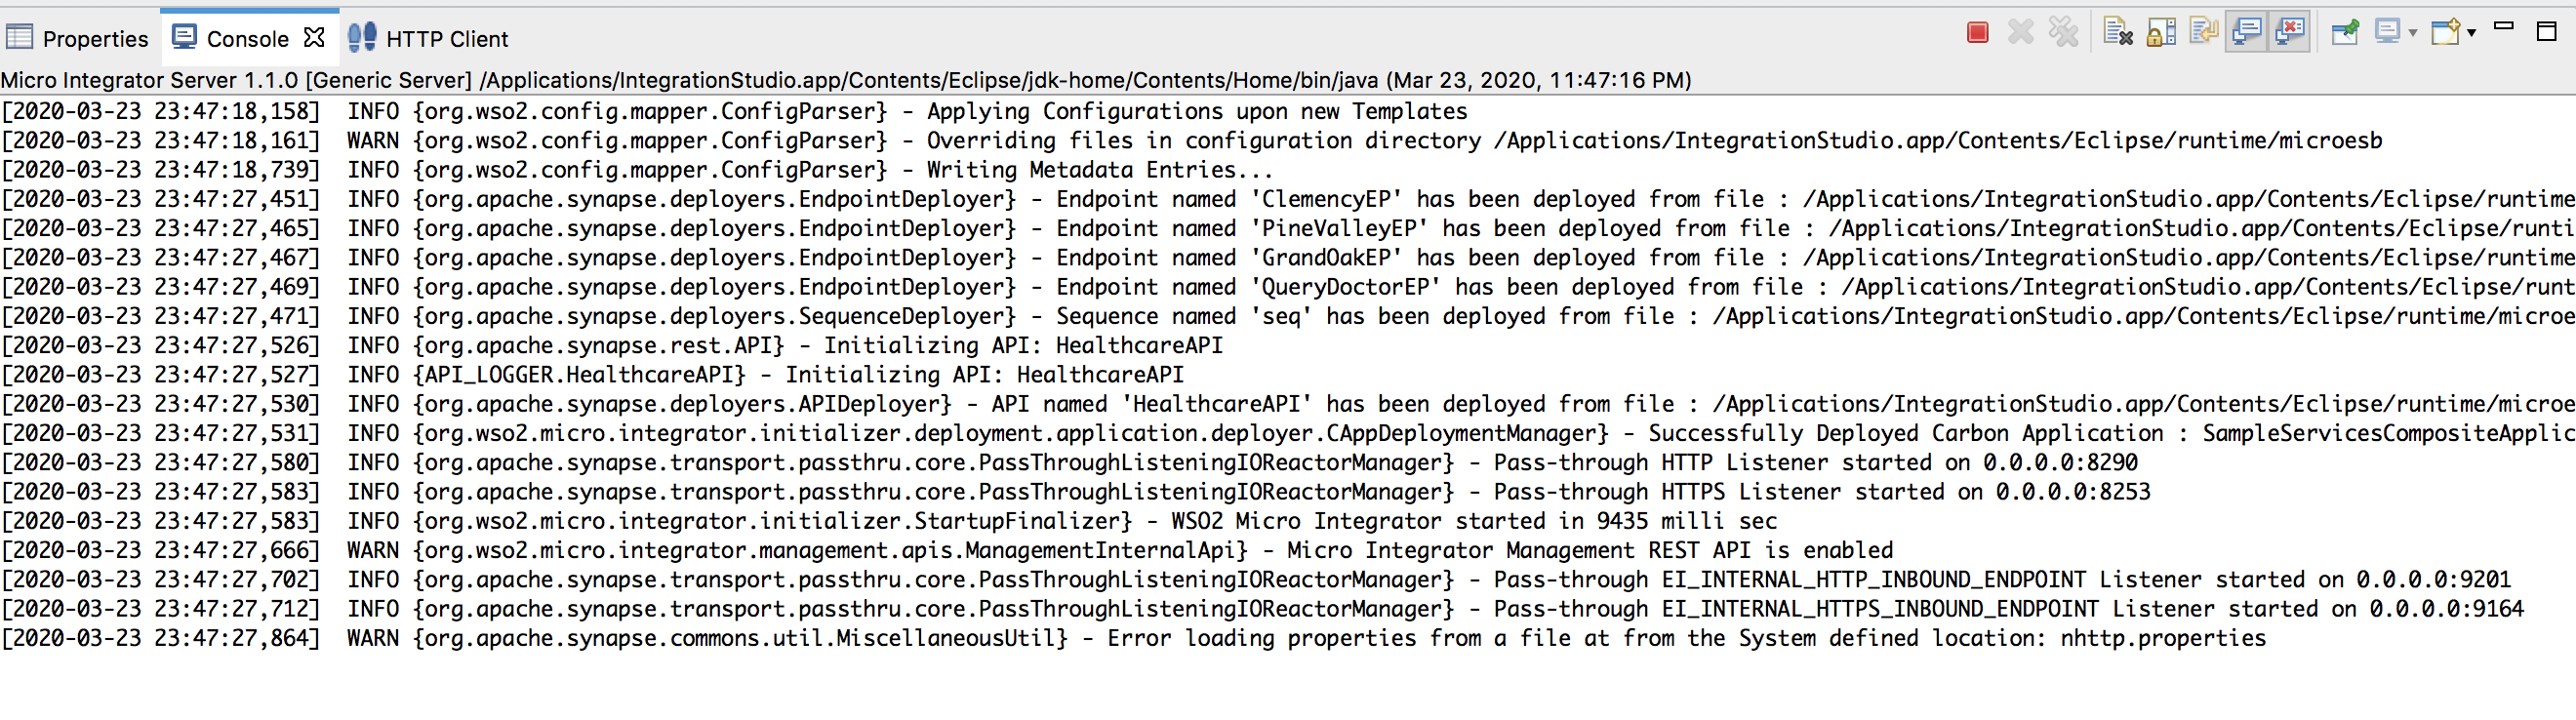 Properties Console HTTP Client
Micro Integrator Server 1.1.0 [Generic Server] /Applications/IntegrationStudio.app/Contents/Eclipse/jdk-home/Contents/Home/bin/java (Mar 23, 2020, 11:47:16 PM)
[2020-03-23 23:47:18,158] INFO {org.wso2.config.mapper.ConfigParser} - Applying Configurations upon new Templates
[2020-03-23 23:47:18,161] WARN {org.wso2.config.mapper.ConfigParser} - Overriding files in configuration directory /Applications/IntegrationStudio.app/Contents/Eclipse/runtime/microesb
[2020-03-23 23:47:18,739] INFO {org.wso2.config.mapper.ConfigParser} - Writing Metadata Entries...
[2020-03-23 23:47:27,451] INFO {org.apache.synapse.deployers.EndpointDeployer} - Endpoint named 'ClemencyEP' has been deployed from file : /Applications/IntegrationStudio.app/Contents/Eclipse/runtime
[2020-03-23 23:47:27,465] INFO {org.apache.synapse.deployers.EndpointDeployer} - Endpoint named 'PineValleyEP' has been deployed from file : /Applications/IntegrationStudio.app/Contents/Eclipse/runti
[2020-03-23 23:47:27,467] INFO {org.apache.synapse.deployers.EndpointDeployer} - Endpoint named 'GrandOakEP' has been deployed from file : /Applications/IntegrationStudio.app/Contents/Eclipse/runtime
[2020-03-23 23:47:27,469] INFO {org.apache.synapse.deployers.EndpointDeployer} - Endpoint named 'QueryDoctorEP' has been deployed from file : /Applications/IntegrationStudio.app/Contents/Eclipse/runt
[2020-03-23 23:47:27,471] INFO {org.apache.synapse.deployers.SequenceDeployer} - Sequence named 'seq' has been deployed from file : /Applications/IntegrationStudio.app/Contents/Eclipse/runtime/microe
[2020-03-23 23:47:27,526] INFO {org.apache.synapse.rest.API} - Initializing API: HealthcareAPI
[2020-03-23 23:47:27,527] INFO {API_LOGGER.HealthcareAPI} - Initializing API: HealthcareAPI
[2020-03-23 23:47:27,530] INFO {org.apache.synapse.deployers.APIDeployer} - API named 'HealthcareAPI' has been deployed from file : /Applications/IntegrationStudio.app/Contents/Eclipse/runtime/microe
[2020-03-23 23:47:27,531] INFO {org.wso2.micro.integrator.initializer.deployment.application.deployer.CAppDeploymentManager} - Successfully Deployed Carbon Application : SampleServicesCompositeApplic
[2020-03-23 23:47:27,580] INFO {org.apache.synapse.transport.passthru.core.PassThroughListeningIOReactorManager} - Pass-through HTTP Listener started on 0.0.0.0:8290
[2020-03-23 23:47:27,583] INFO {org.apache.synapse.transport.passthru.core.PassThroughListeningIOReactorManager} - Pass-through HTTPS Listener started on 0.0.0.0:8253
[2020-03-23 23:47:27,583] INFO {org.wso2.micro.integrator.initializer.StartupFinalizer} - WSO2 Micro Integrator started in 9435 milli sec
[2020-03-23 23:47:27,666] WARN {org.wso2.micro.integrator.management.apis.ManagementInternalApi} - Micro Integrator Management REST API is enabled
[2020-03-23 23:47:27,702] INFO {org.apache.synapse.transport.passthru.core.PassThroughListeningIOReactorManager} - Pass-through EI_INTERNAL_HTTP_INBOUND_ENDPOINT Listener started on 0.0.0.0:9201
[2020-03-23 23:47:27,712] INFO {org.apache.synapse.transport.passthru.core.PassThroughListeningIOReactorManager} - Pass-through EI_INTERNAL_HTTPS_INBOUND_ENDPOINT Listener started on 0.0.0.0:9164
[2020-03-23 23:47:27,864] WARN {org.apache.synapse.commons.util.MiscellaneousUtil} - Error loading properties from a file at from the System defined location: nhttp.properties